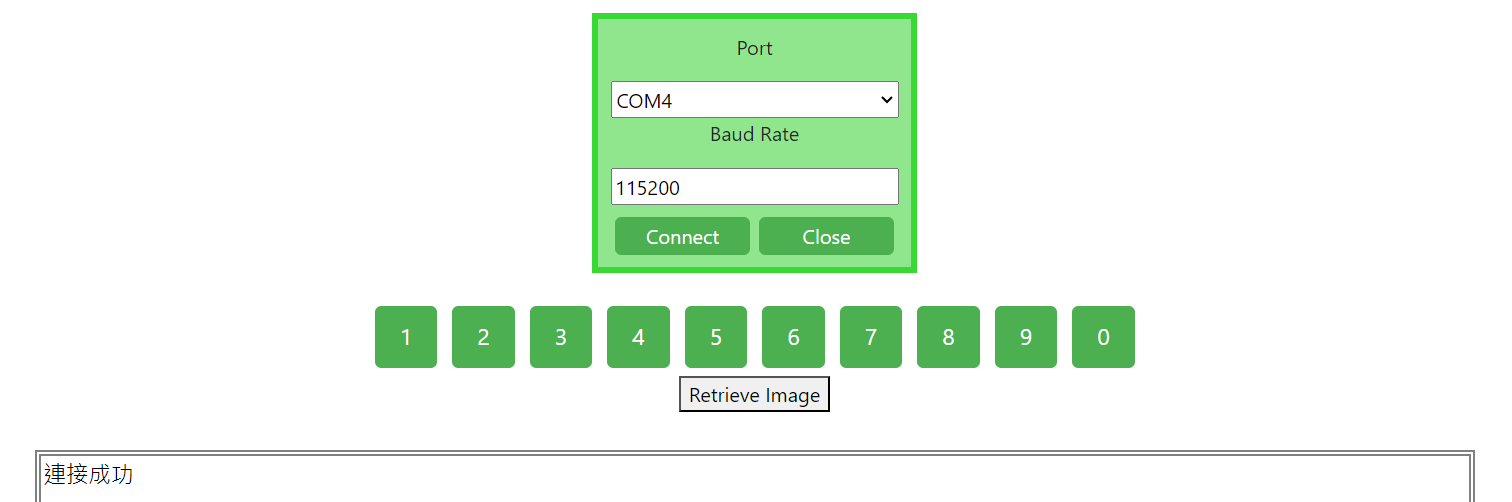 Port
COM4
Baud Rate
115200
Connect Close
1 2 3 4 5 6 7 8 9 0
Retrieve Image
連接成功